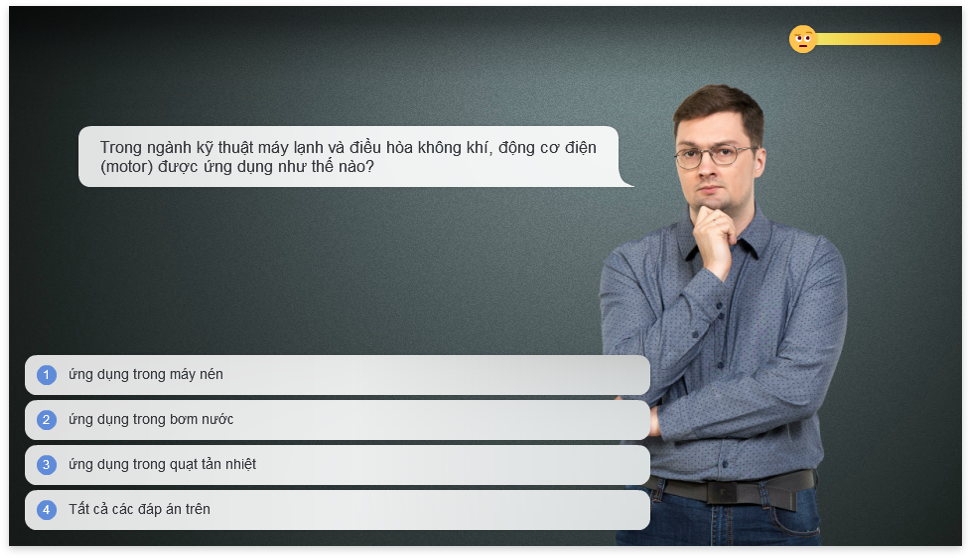 Trong ngành kỹ thuật máy lạnh và điều hòa không khí, động cơ điện
(motor) được ứng dụng như thế nào?
1 ứng dụng trong máy nén
2 ứng dụng trong bơm nước
3 ứng dụng trong quạt tản nhiệt
4 Tất cả các đáp án trên